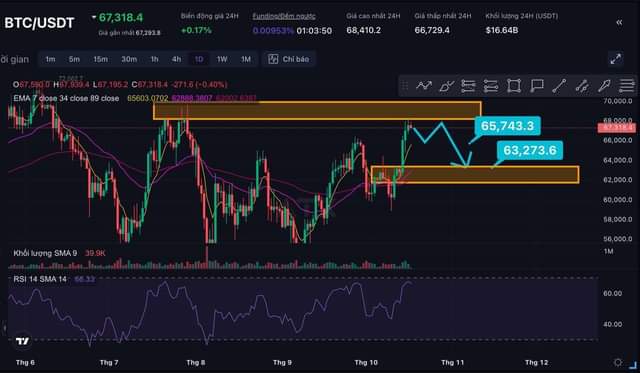 BTC/USDT
67,318.4
Giá gần nhất 67,293.8
Biến động giá 24H
+0.17%
Funding/Đếm ngược
0.00953% 01:03:50
Giá cao nhất 24H
68,410.2
Giá thấp nhất 24H
66,729.4
Khối lượng 24H (USDT)
$16.64B
ời gian
1m 5m 15m 30m 1h 4h 1D 1W 1M
Chỉ báo
O67,590.0 H67,939.4 L67,195.2 C67,318.4 -271.6 (-0.40%)
EMA 7 close 34 close 89 close 65603.0702 62888.3607 62002.6387
70,000.0
68,000.0
67,318.4
66,000.0
64,000.0
62,000.0
60,000.0
58,000.0
56,000.0
65,743.3
63,273.6
Khối lượng SMA 9 39.9K
1M
RSI 14 SMA 14 66.33
60.00
40.00
Thg 6 Thg 7 Thg 8 Thg 9 Thg 10 Thg 11 Thg 12